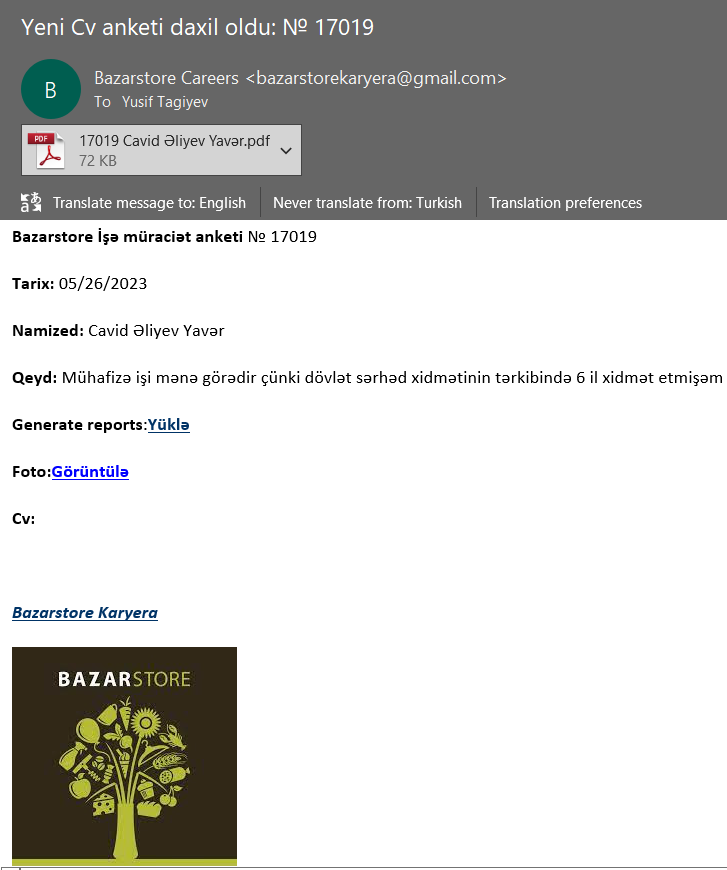 Yeni Cv anketi daxil oldu: № 17019
B
Bazarstore Careers <bazarstorekaryera@gmail.com>
To Yusif Tagiyev
PDF
17019 Cavid Əliyev Yavər.pdf
72 KB
Translate message to: English
Never translate from: Turkish
Translation preferences
Bazarstore İşə müraciət anketi № 17019
Tarix: 05/26/2023
Namized: Cavid Əliyev Yavər
Qeyd: Mühafizə işi mənə görədir çünki dövlət sərhəd xidmətinin tərkibində 6 il xidmət etmişəm
Generate reports:Yüklə
Foto:Görüntülə
Cv:
Bazarstore Karyera
BAZARSTORE